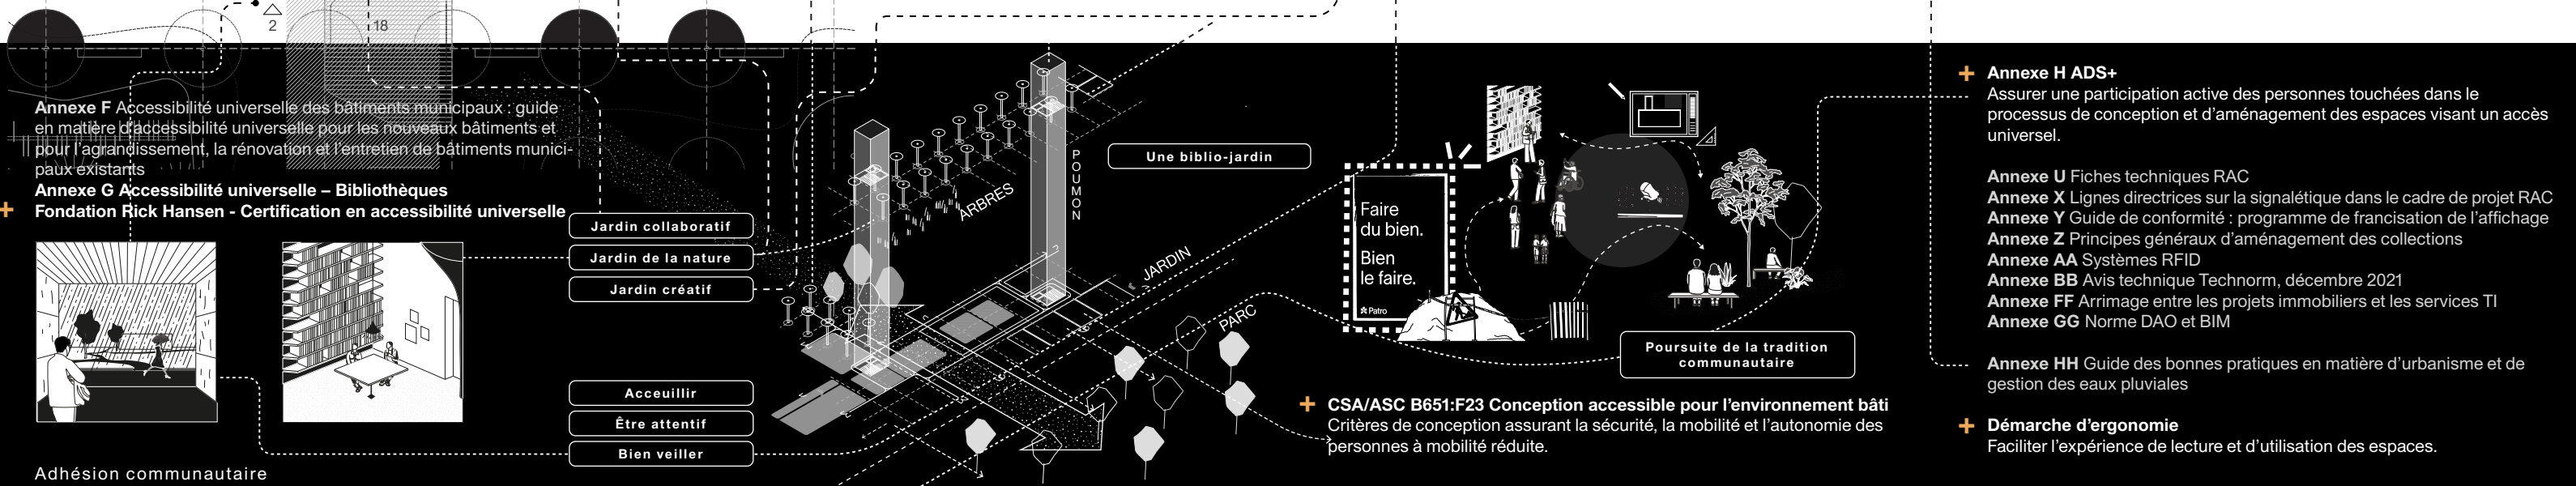 2
18
Annexe F Accessibilité universelle des bâtiments municipaux : guide
en matière d'accessibilité universelle pour les nouveaux bâtiments et
pour l'agrandissement, la rénovation et l'entretien de bâtiments munici-
paux existants
Annexe G Accessibilité universelle – Bibliothèques
Fondation Rick Hansen - Certification en accessibilité universelle
Jardin collaboratif
Jardin de la nature
Jardin créatif
Acceuillir
Être attentif
Bien veiller
Adhésion communautaire
ARBRES
POUMON
JARDIN
PARC
Une biblio-jardin
Faire
du bien.
Bien
le faire.
Patro
Poursuite de la tradition
communautaire
CSA/ASC B651:F23 Conception accessible pour l'environnement bâti
Critères de conception assurant la sécurité, la mobilité et l'autonomie des
personnes à mobilité réduite.
Annexe H ADS+
Assurer une participation active des personnes touchées dans le
processus de conception et d'aménagement des espaces visant un accès
universel.
Annexe U Fiches techniques RAC
Annexe X Lignes directrices sur la signalétique dans le cadre de projet RAC
Annexe Y Guide de conformité : programme de francisation de l'affichage
Annexe Z Principes généraux d'aménagement des collections
Annexe AA Systèmes RFID
Annexe BB Avis technique Technorm, décembre 2021
Annexe FF Arrimage entre les projets immobiliers et les services TI
Annexe GG Norme DAO et BIM
Annexe HH Guide des bonnes pratiques en matière d'urbanisme et de
gestion des eaux pluviales
Démarche d'ergonomie
Faciliter l'expérience de lecture et d'utilisation des espaces.